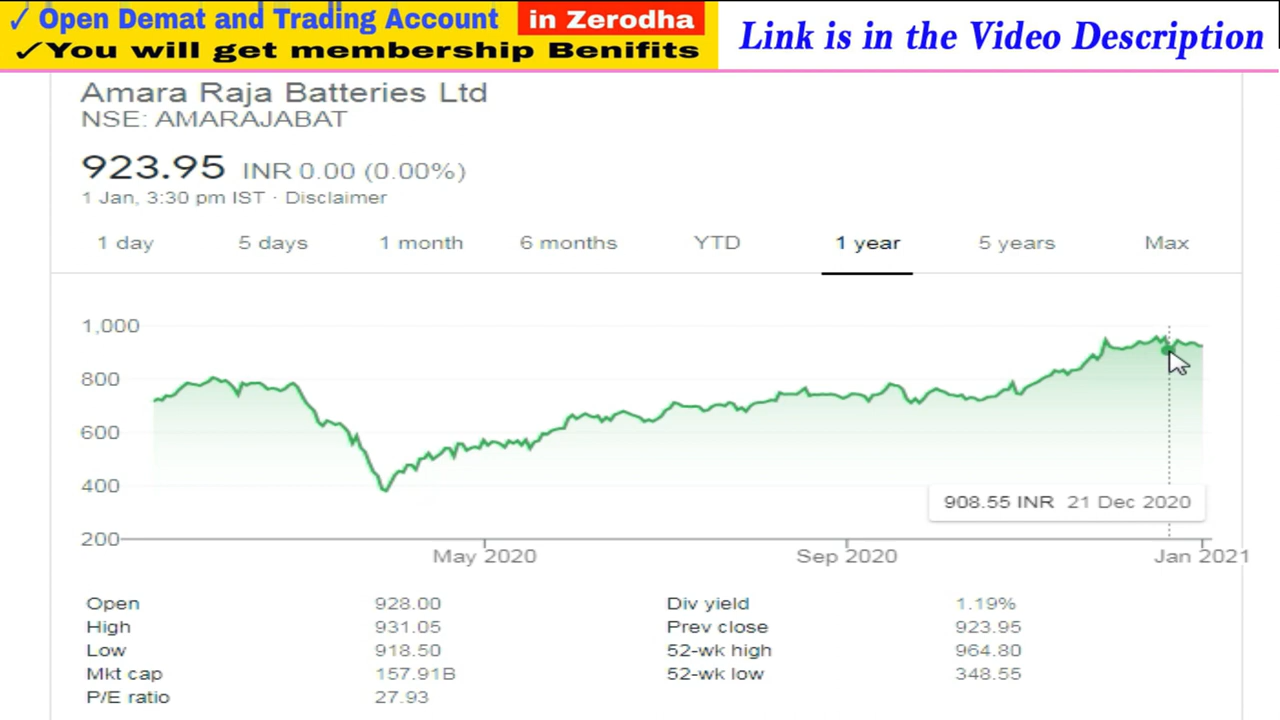 ✓ Open Demat and Trading Account in Zerodha
✓You will get membership Benifits
Link is in the Video Description
Amara Raja Batteries Ltd
NSE: AMARAJABAT
923.95 INR 0.00 (0.00%)
1 Jan, 3:30 pm IST · Disclaimer
1 day 5 days 1 month 6 months YTD 1 year 5 years Max
1,000
800
600
400
200
908.55 INR 21 Dec 2020
May 2020 Sep 2020 Jan 2021
Open 928.00 Div yield 1.19%
High 931.05 Prev close 923.95
Low 918.50 52-wk high 964.80
Mkt cap 157.91B 52-wk low 348.55
P/E ratio 27.93